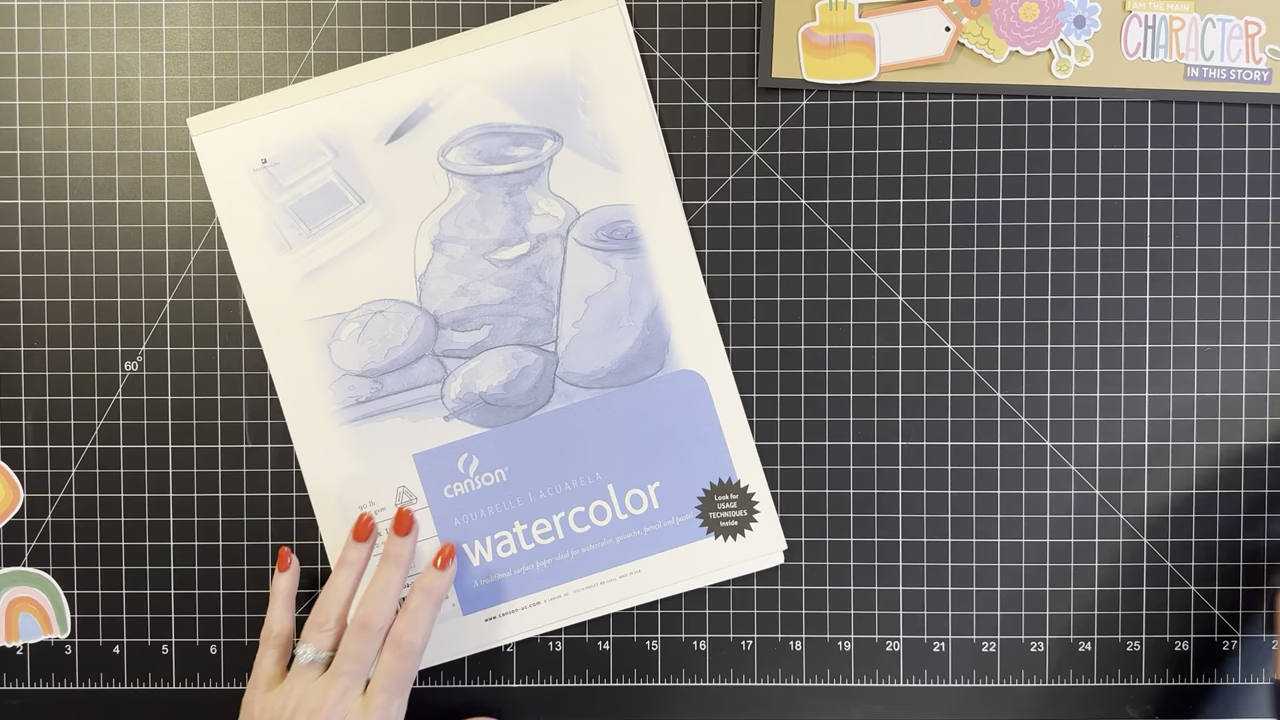 I AM THE MAIN
CHARACTER
IN THIS STORY
60°
CANSON®
AQUARELLE | ACUARELA
watercolor
A traditional surface paper ideal for watercolor, gouache, pencil and pastel
Look for
USAGE
TECHNIQUES
Inside
90 lb
www.canson-us.com
2 3 4 5 6 12 13 14 15 16 17 18 19 20 21 22 23 24 25 26 27